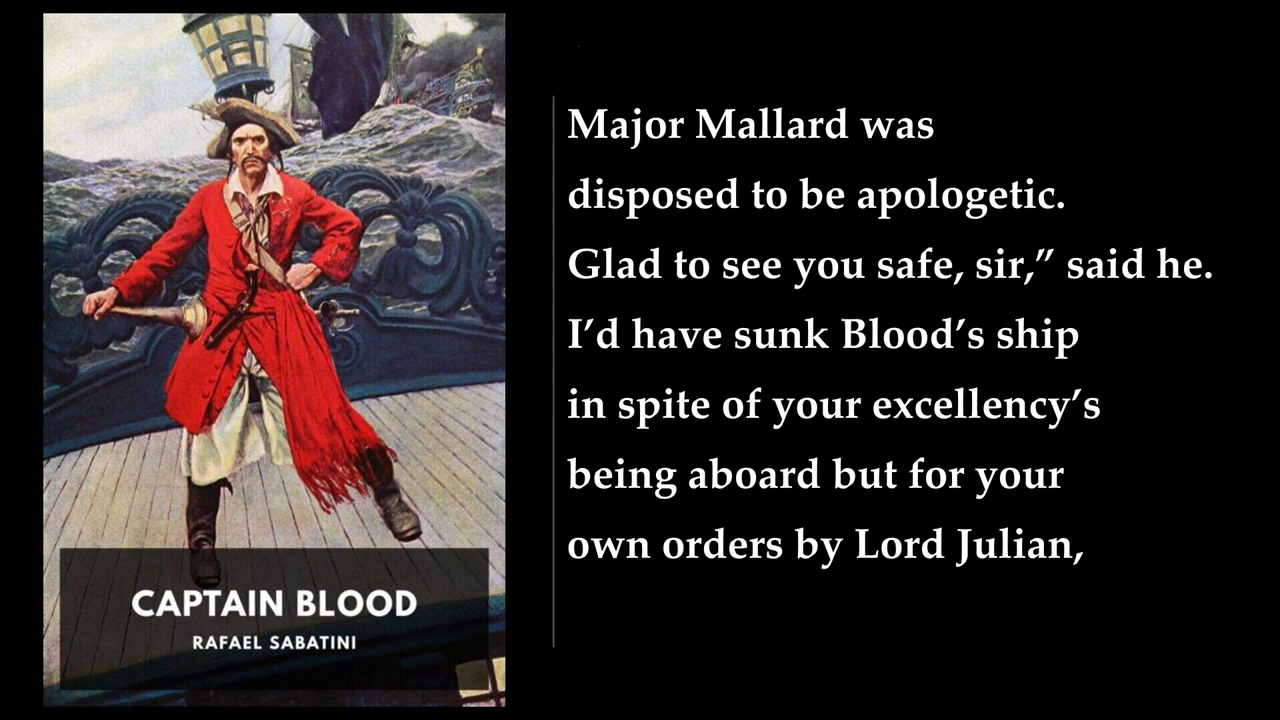 CAPTAIN BLOOD
RAFAEL SABATINI
Major Mallard was
disposed to be apologetic.
Glad to see you safe, sir,” said he.
I’d have sunk Blood’s ship
in spite of your excellency’s
being aboard but for your
own orders by Lord Julian,